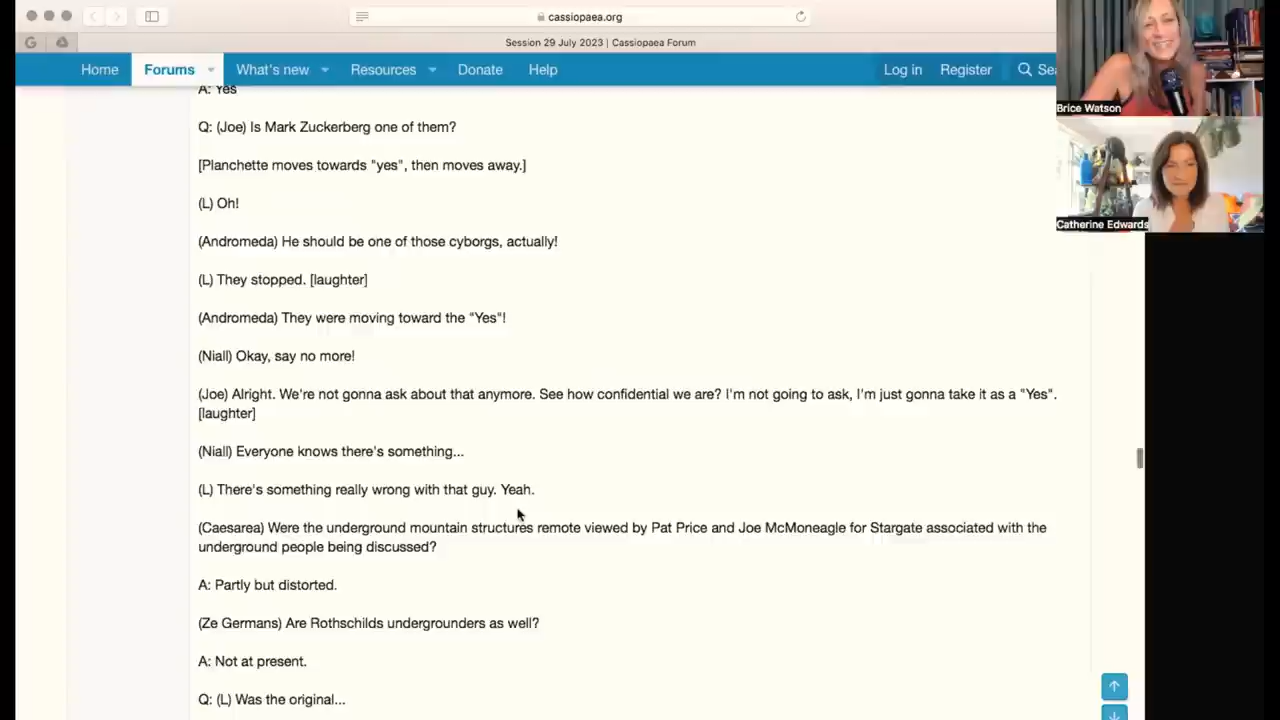 cassiopaea.org
Session 29 July 2023 | Cassiopaea Forum
Home Forums What's new Resources Donate Help Log in Register Sea
Brice Watson
Catherine Edwards
A: Yes
Q: (Joe) Is Mark Zuckerberg one of them?
[Planchette moves towards "yes", then moves away.]
(L) Oh!
(Andromeda) He should be one of those cyborgs, actually!
(L) They stopped. [laughter]
(Andromeda) They were moving toward the "Yes"!
(Niall) Okay, say no more!
(Joe) Alright. We're not gonna ask about that anymore. See how confidential we are? I'm not going to ask, I'm just gonna take it as a "Yes".
[laughter]
(Niall) Everyone knows there's something...
(L) There's something really wrong with that guy. Yeah.
(Caesarea) Were the underground mountain structures remote viewed by Pat Price and Joe McMoneagle for Stargate associated with the
underground people being discussed?
A: Partly but distorted.
(Ze Germans) Are Rothschilds undergrounders as well?
A: Not at present.
Q: (L) Was the original...